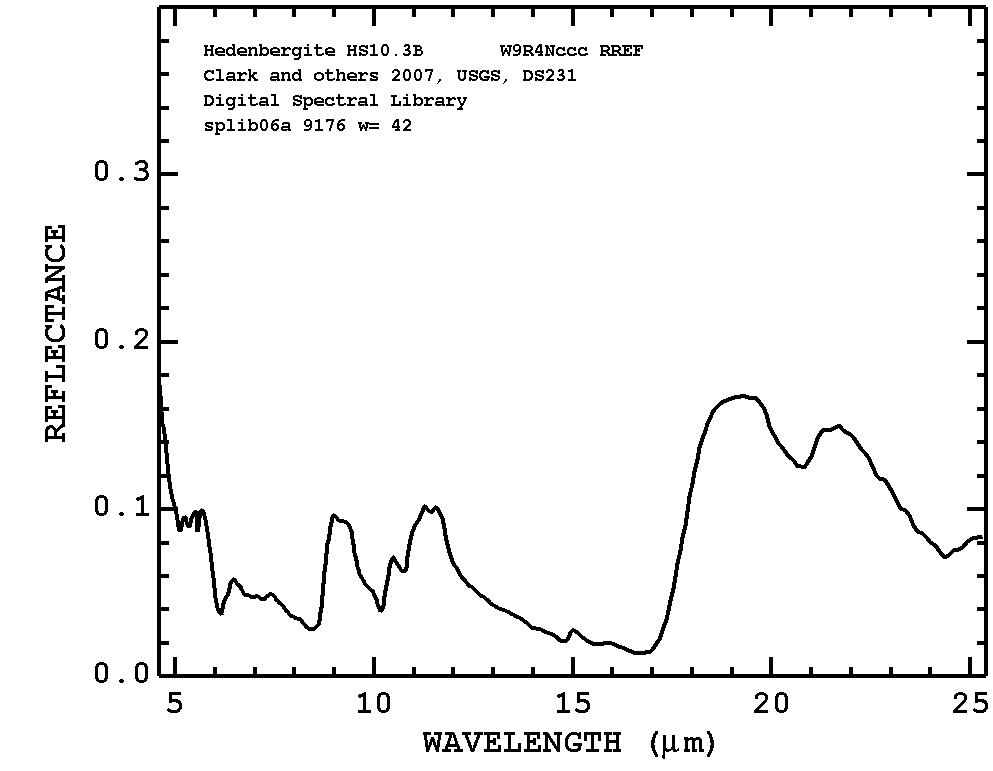 Hedenbergite HS10.3B W9R4Nccc RREF
Clark and others 2007, USGS, DS231
Digital Spectral Library
splib06a 9176 w= 42
0.3
0.2
0.1
0.0
REFLECTANCE
5 10 15 20 25
WAVELENGTH (μm)